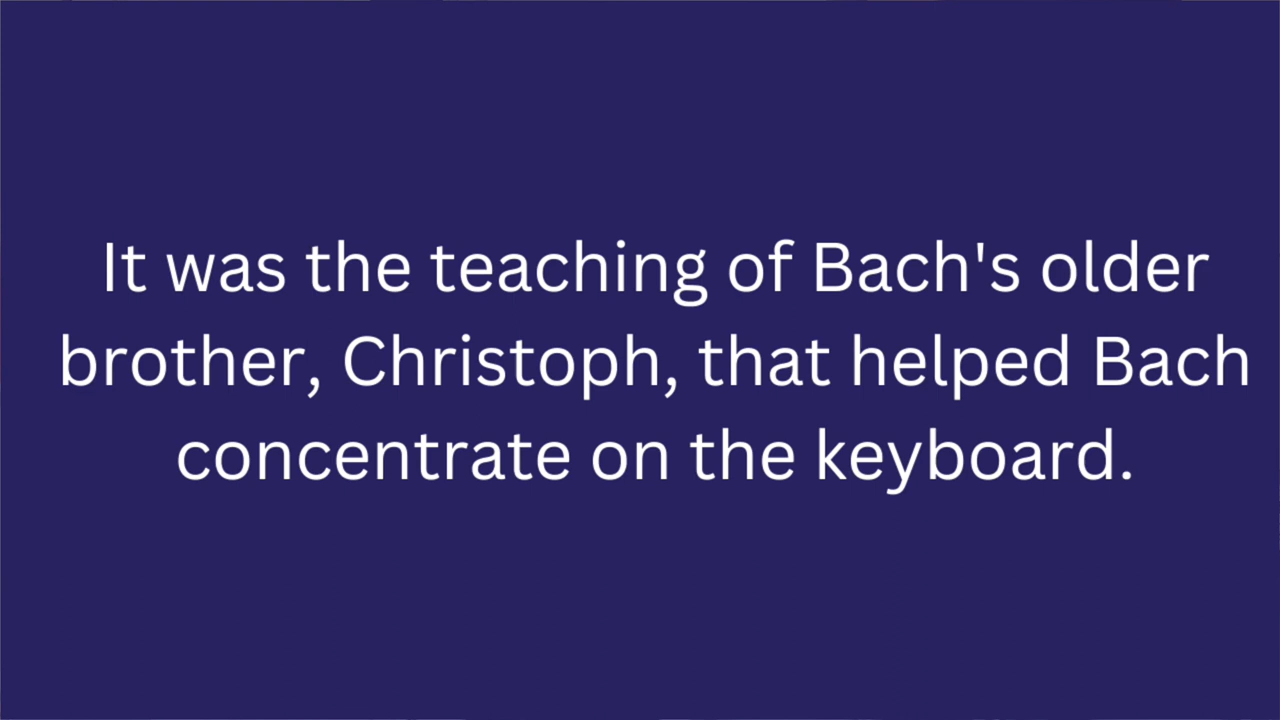 It was the teaching of Bach's older
brother, Christoph, that helped Bach
concentrate on the keyboard.